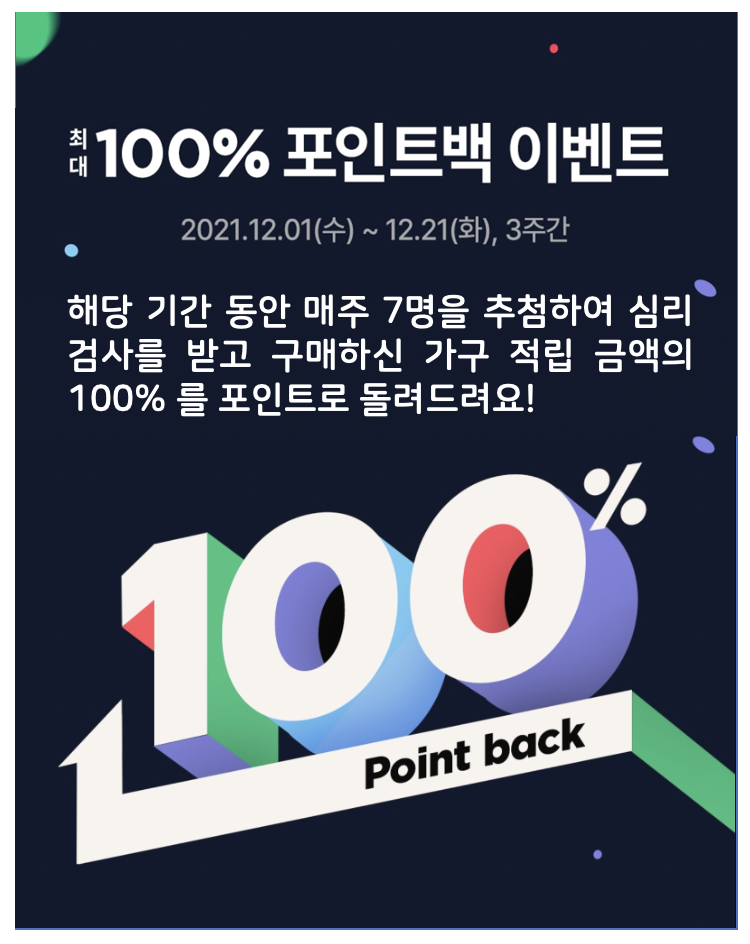 최대 100% 포인트백 이벤트
2021.12.01(수) ~ 12.21(화), 3주간
해당 기간 동안 매주 7명을 추첨하여 심리
검사를 받고 구매하신 가구 적립 금액의
100% 를 포인트로 돌려드려요!
100%
Point back